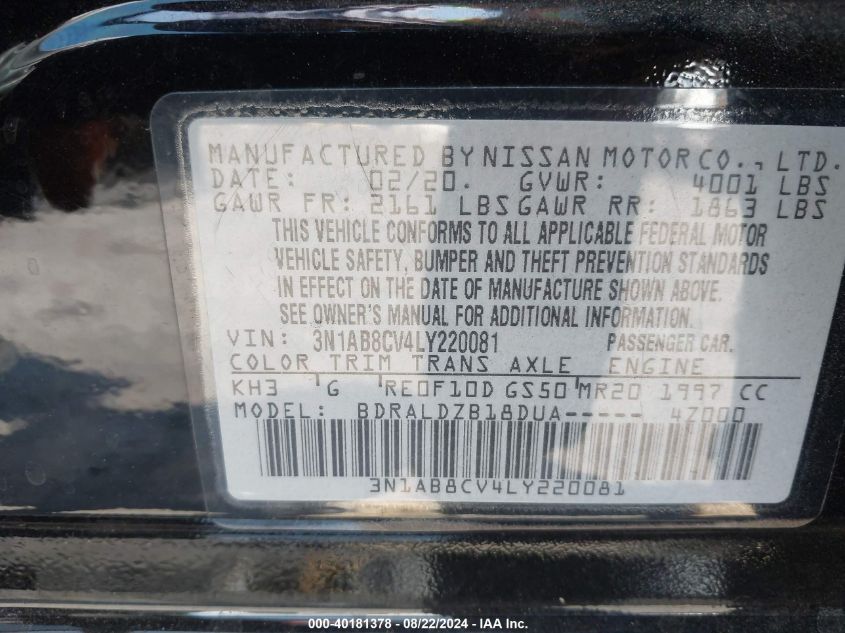 MANUFACTURED BY NISSAN MOTOR CO., LTD.
DATE: 02/20. GVWR: 4001 LBS
GAWR FR: 2161 LBS GAWR RR: 1863 LBS
THIS VEHICLE CONFORMS TO ALL APPLICABLE FEDERAL MOTOR
VEHICLE SAFETY, BUMPER AND THEFT PREVENTION STANDARDS
IN EFFECT ON THE DATE OF MANUFACTURE SHOWN ABOVE.
SEE OWNER'S MANUAL FOR ADDITIONAL INFORMATION.
VIN: 3N1AB8CV4LY220081 PASSENGER CAR.
COLOR TRIM TRANS AXLE ENGINE
KH3 G RE0F10D GS50 MR20 1997 CC
MODEL: BDRALDZB18DUA----- 4Z000
3N1AB8CV4LY220081
000-40181378 - 08/22/2024 - IAA Inc.